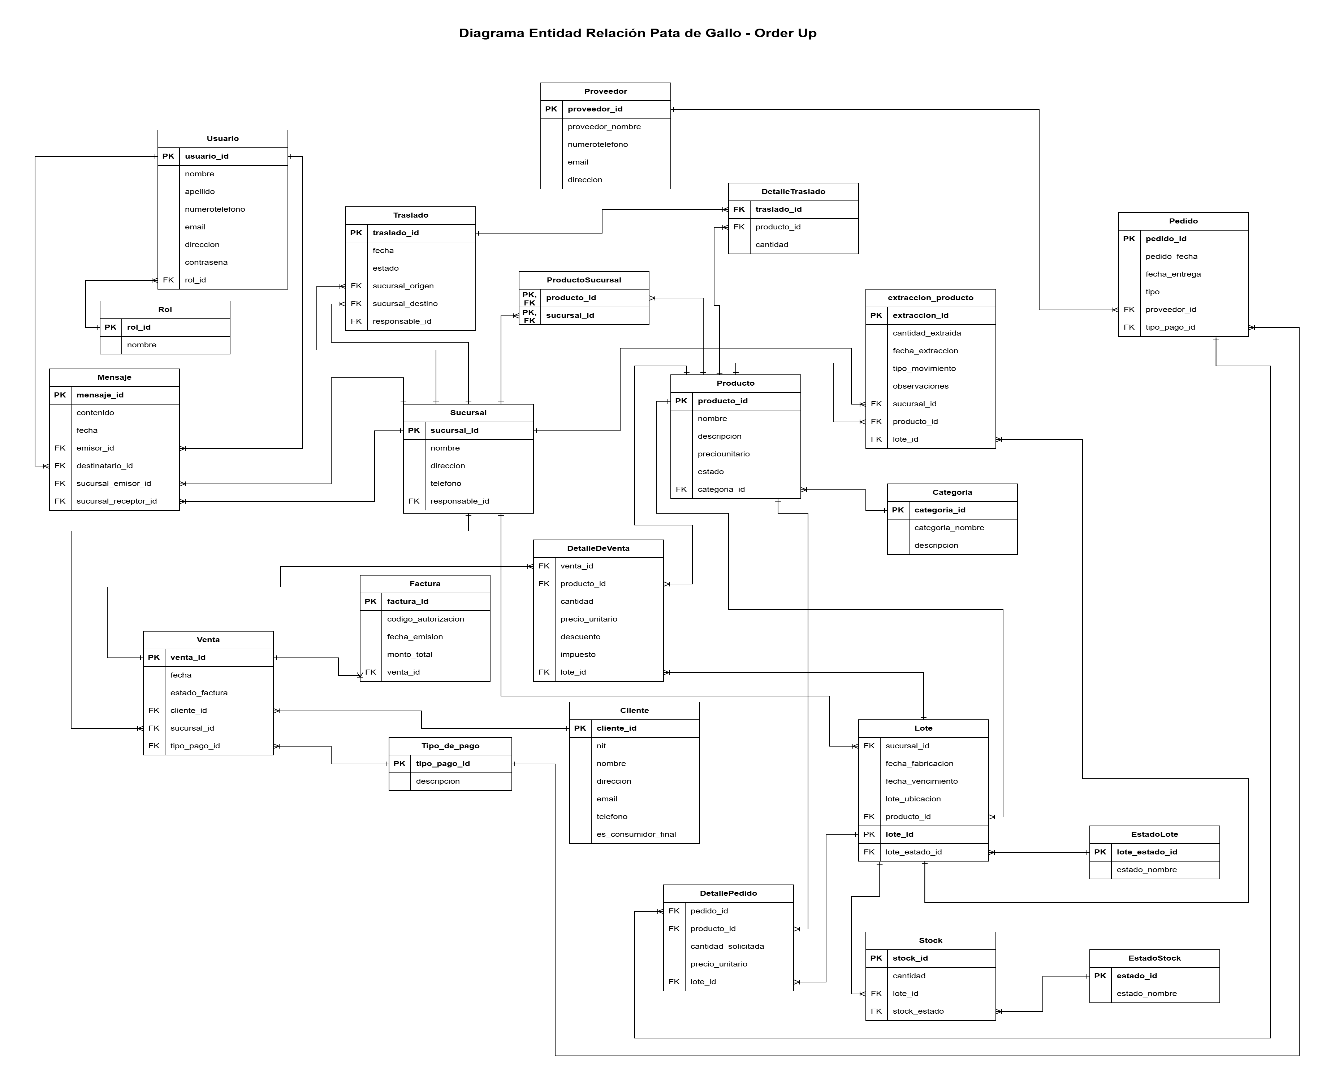 Diagrama Entidad Relación Pata de Gallo - Order Up
Proveedor
PK proveedor_id
proveedor_nombre
numerotelefono
email
direccion
Usuario
PK usuario_id
nombre
apellido
numerotelefono
email
direccion
contrasena
FK rol_id
Rol
PK rol_id
nombre
Mensaje
PK mensaje_id
contenido
fecha
FK emisor_id
FK destinatario_id
FK sucursal_emisor_id
FK sucursal_receptor_id
Traslado
PK traslado_id
fecha
estado
FK sucursal_origen
FK sucursal_destino
FK responsable_id
DetalleTraslado
FK traslado_id
FK producto_id
cantidad
ProductoSucursal
PK, FK producto_id
PK, FK sucursal_id
Pedido
PK pedido_id
pedido_fecha
fecha_entrega
tipo
FK proveedor_id
FK tipo_pago_id
extraccion_producto
PK extraccion_id
cantidad_extraida
fecha_extraccion
tipo_movimiento
observaciones
FK sucursal_id
FK producto_id
FK lote_id
Sucursal
PK sucursal_id
nombre
direccion
telefono
FK responsable_id
Producto
PK producto_id
nombre
descripcion
preciounitario
estado
FK categoria_id
Categoria
PK categoria_id
categoria_nombre
descripcion
DetalleDeVenta
FK venta_id
FK producto_id
cantidad
precio_unitario
descuento
impuesto
FK lote_id
Factura
PK factura_id
codigo_autorizacion
fecha_emision
monto_total
FK venta_id
Venta
PK venta_id
fecha
estado_factura
FK cliente_id
FK sucursal_id
FK tipo_pago_id
Tipo_de_pago
PK tipo_pago_id
descripcion
Cliente
PK cliente_id
nit
nombre
direccion
email
telefono
es_consumidor_final
Lote
FK sucursal_id
fecha_fabricacion
fecha_vencimiento
lote_ubicacion
FK producto_id
PK lote_id
FK lote_estado_id
EstadoLote
PK lote_estado_id
estado_nombre
DetallePedido
FK pedido_id
FK producto_id
cantidad_solicitada
precio_unitario
FK lote_id
Stock
PK stock_id
cantidad
FK lote_id
FK stock_estado
EstadoStock
PK estado_id
estado_nombre